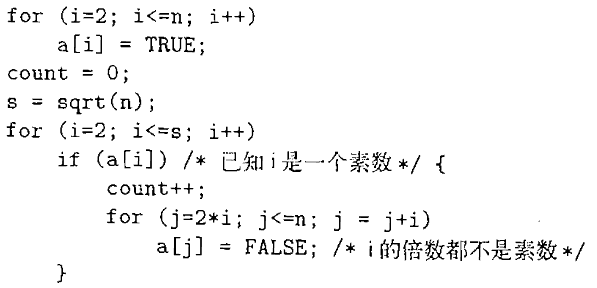 for (i=2; i<=n; i++)
    a[i] = TRUE;
count = 0;
s = sqrt(n);
for (i=2; i<=s; i++)
    if (a[i]) /* 已知i是一个素数*/ {
        count++;
        for (j=2*i; j<=n; j = j+i)
            a[j] = FALSE; /* i的倍数都不是素数*/
    }